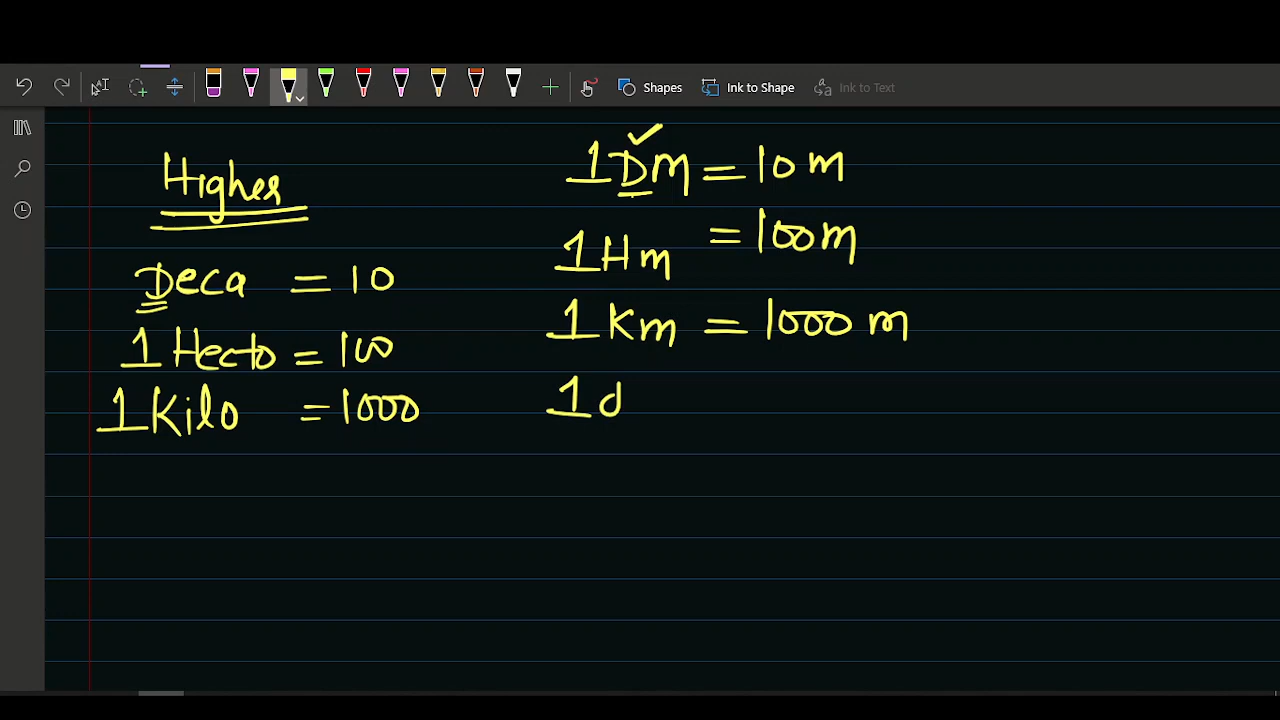 Shapes Ink to Shape Ink to Text
Higher
Deca = 10
1 Hecto = 100
1 Kilo = 1000
1 Dm = 10 m
1 Hm = 100 m
1 Km = 1000 m
1 d